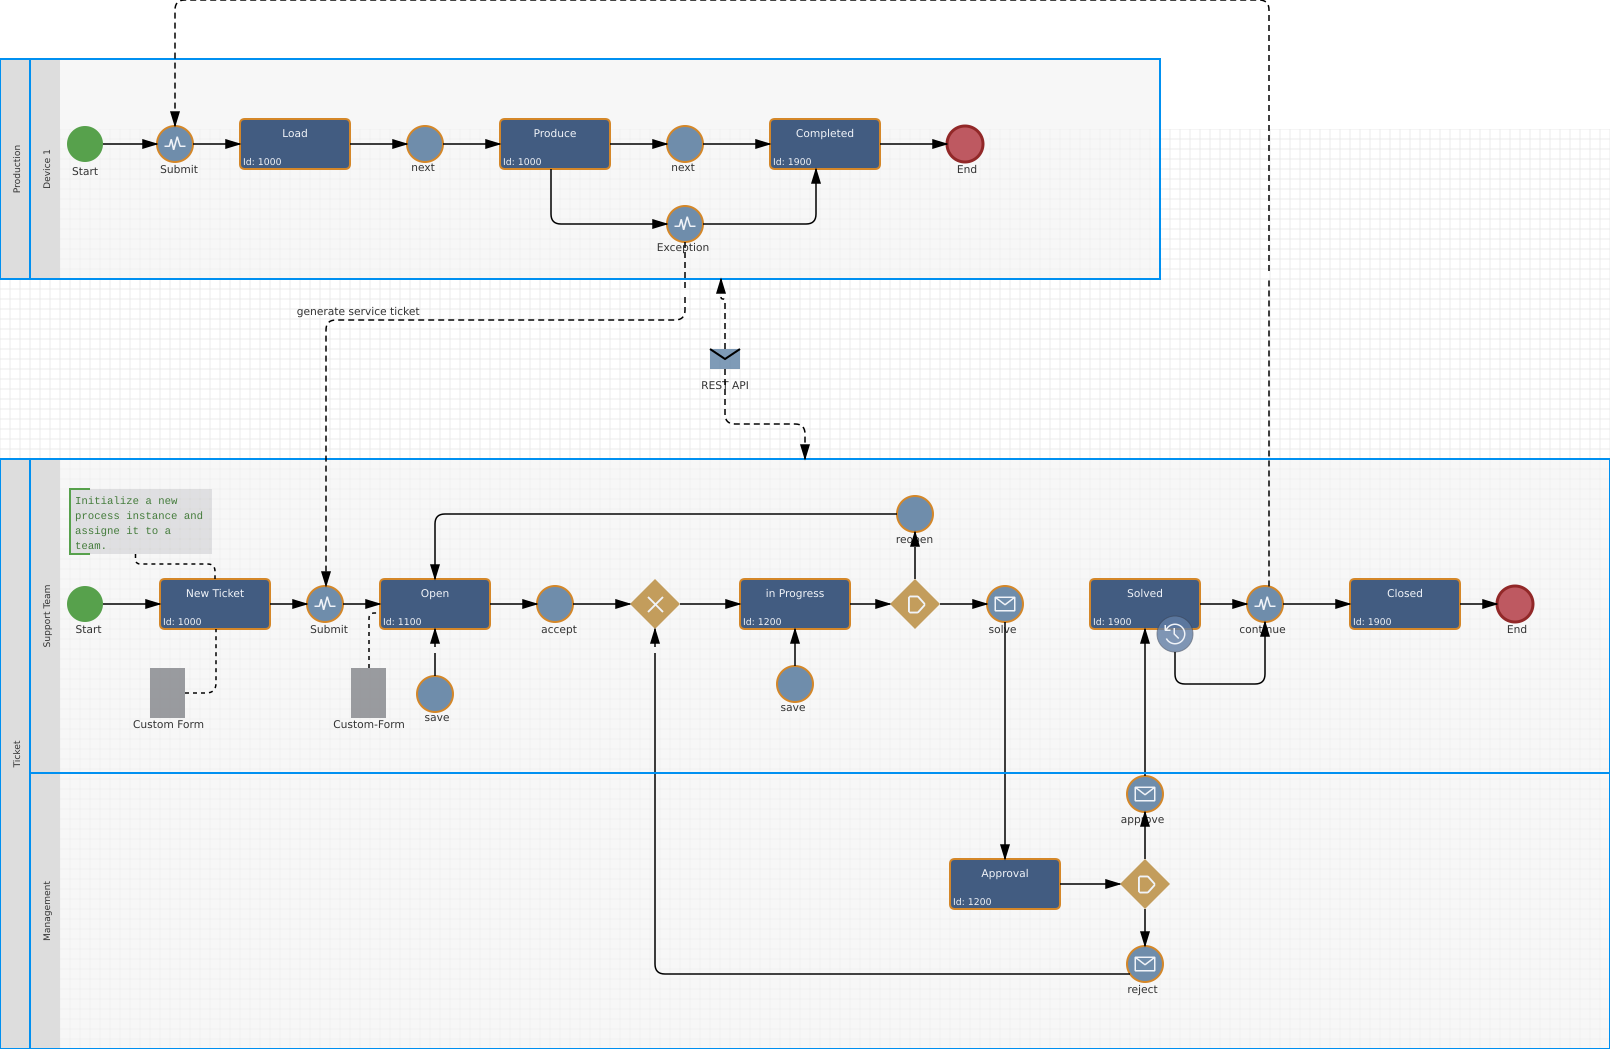 Production
Device 1
Start
Submit
Load
Id: 1000
next
Produce
Id: 1000
next
Completed
Id: 1900
End
Exception
generate service ticket
REST API
Ticket
Support Team
Initialize a new
process instance and
assigne it to a
team.
Start
New Ticket
Id: 1000
Submit
Open
Id: 1100
accept
in Progress
Id: 1200
reopen
solve
Solved
Id: 1900
continue
Closed
Id: 1900
End
Custom Form
Custom-Form
save
save
Management
approve
Approval
Id: 1200
reject